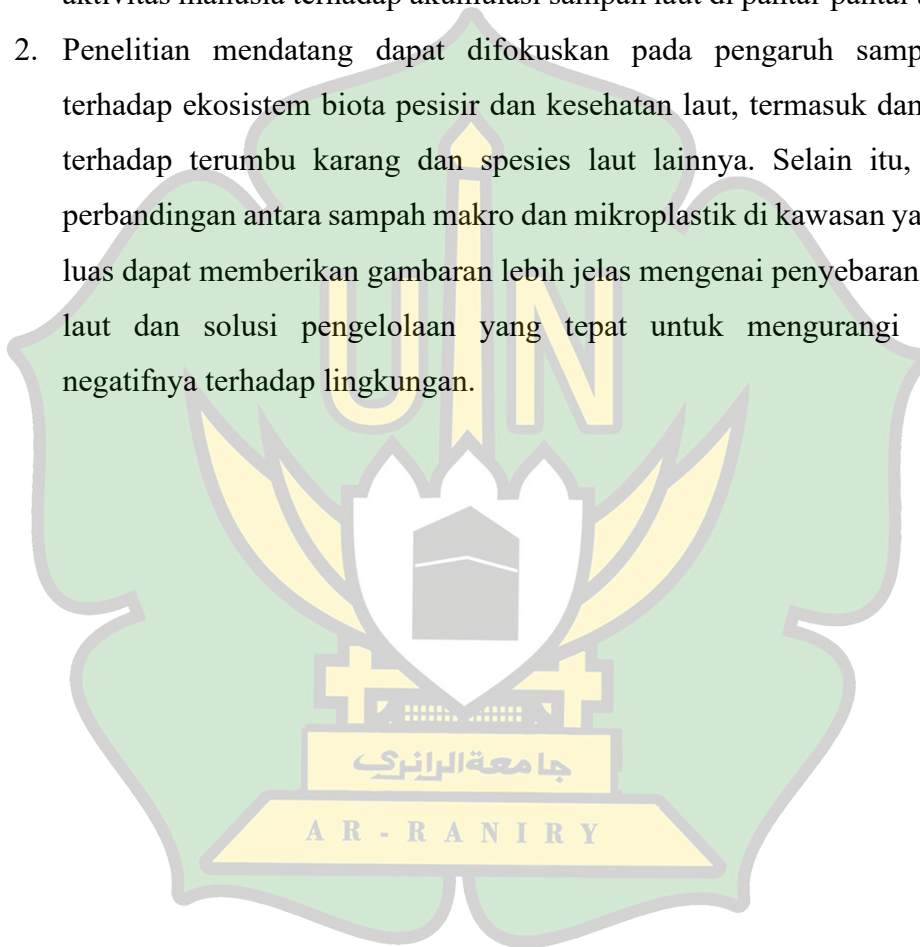 aktivitas manusia terhadap akumulasi sampah laut di pantai-pantai
2. Penelitian mendatang dapat difokuskan pada pengaruh samp
terhadap ekosistem biota pesisir dan kesehatan laut, termasuk dan
terhadap terumbu karang dan spesies laut lainnya. Selain itu,
perbandingan antara sampah makro dan mikroplastik di kawasan ya
luas dapat memberikan gambaran lebih jelas mengenai penyebaran
laut dan solusi pengelolaan yang tepat untuk mengurangi
negatifnya terhadap lingkungan.
UIN
جامعة الرانري
AR-RANIRY